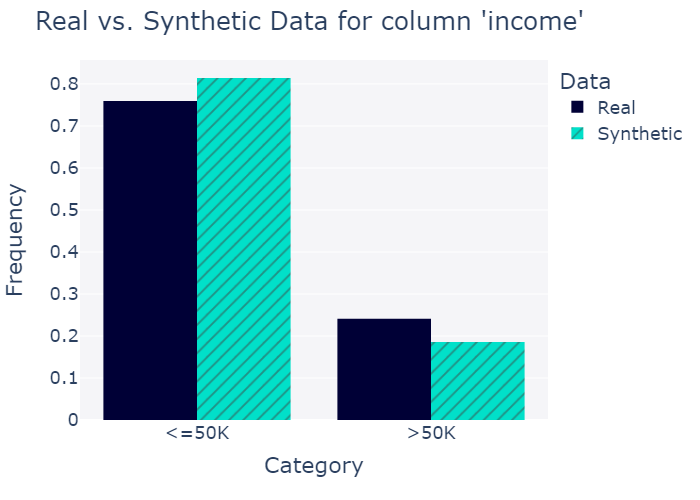 Real vs. Synthetic Data for column 'income'
Data
Real
Synthetic
Frequency
0.8
0.7
0.6
0.5
0.4
0.3
0.2
0.1
0
<=50K
>50K
Category